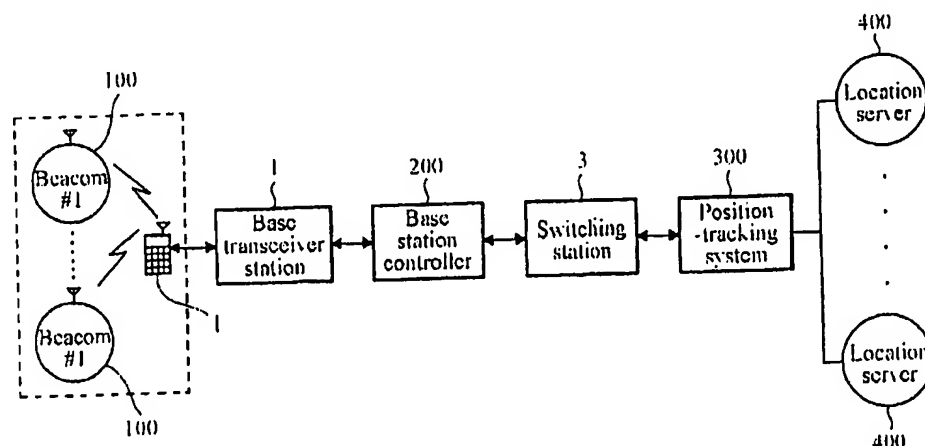 400
100
Location
server
Beacom
#1
1
200
3
300
Base
transceiver
station
Base
station
controller
Switching
station
Position
-tracking
system
1
Beacom
#1
100
Location
server
400